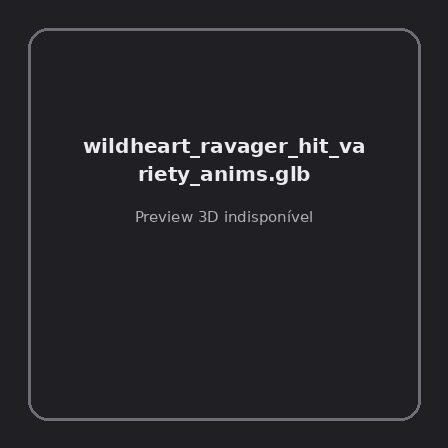 wildheart_ravager_hit_va
riety_anims.glb
Preview 3D indisponível